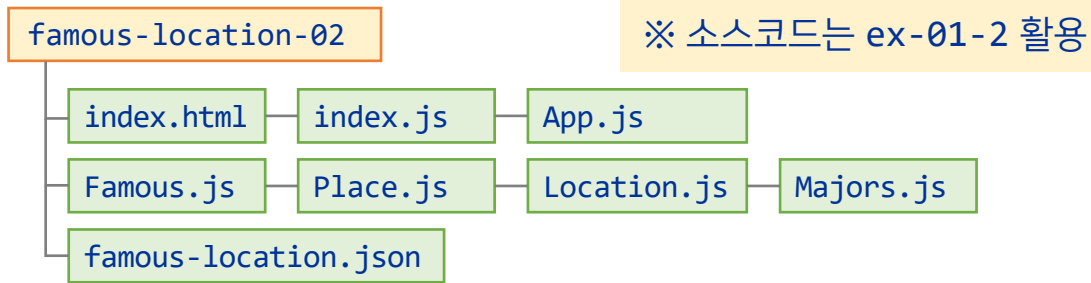 famous-location-02
※ 소스코드는 ex-01-2 활용
index.html index.js App.js
Famous.js Place.js Location.js Majors.js
famous-location.json